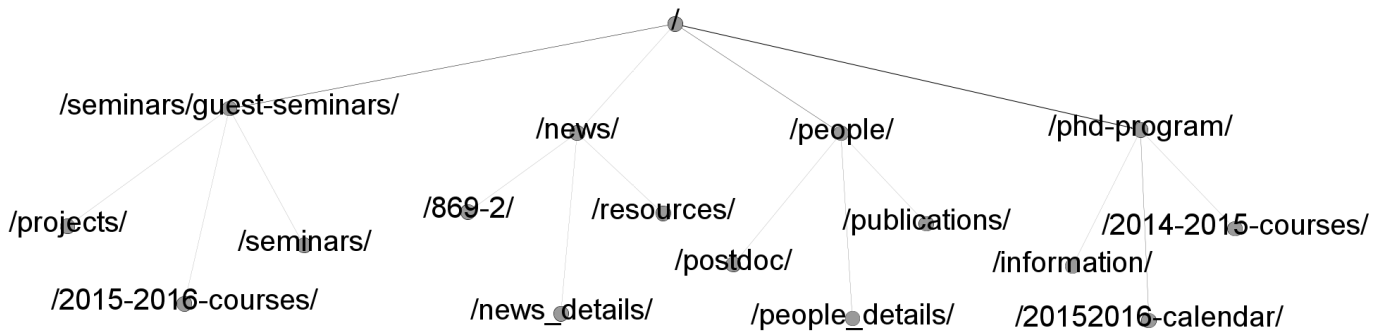 /
/seminars/guest-seminars/
/news/
/people/
/phd-program/
/projects/
/seminars/
/2015-2016-courses/
/869-2/
/resources/
/news_details/
/postdoc/
/publications/
/people_details/
/information/
/2014-2015-courses/
/20152016-calendar/